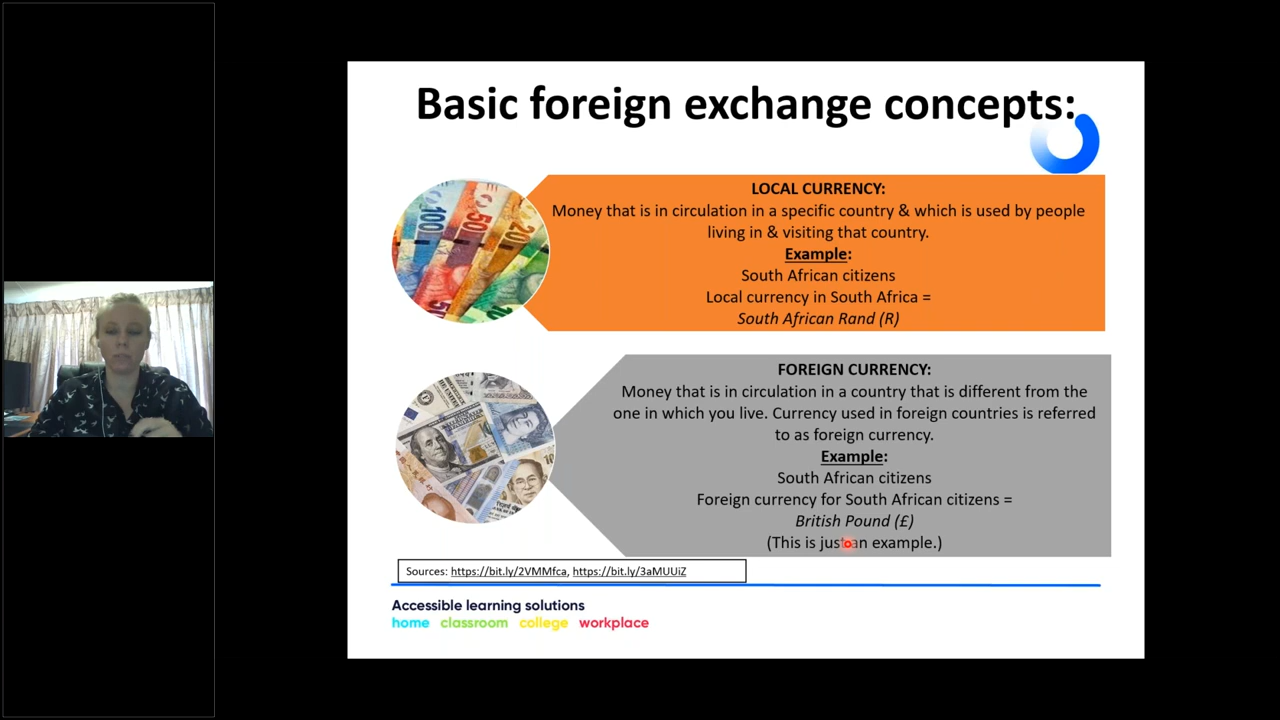 Basic foreign exchange concepts:
LOCAL CURRENCY:
Money that is in circulation in a specific country & which is used by people
living in & visiting that country.
Example:
South African citizens
Local currency in South Africa =
South African Rand (R)
100
50
20
FOREIGN CURRENCY:
Money that is in circulation in a country that is different from the
one in which you live. Currency used in foreign countries is referred
to as foreign currency.
Example:
South African citizens
Foreign currency for South African citizens =
British Pound (£)
(This is just an example.)
Sources: https://bit.ly/2VMMfca, https://bit.ly/3aMUUiZ
Accessible learning solutions
home classroom college workplace